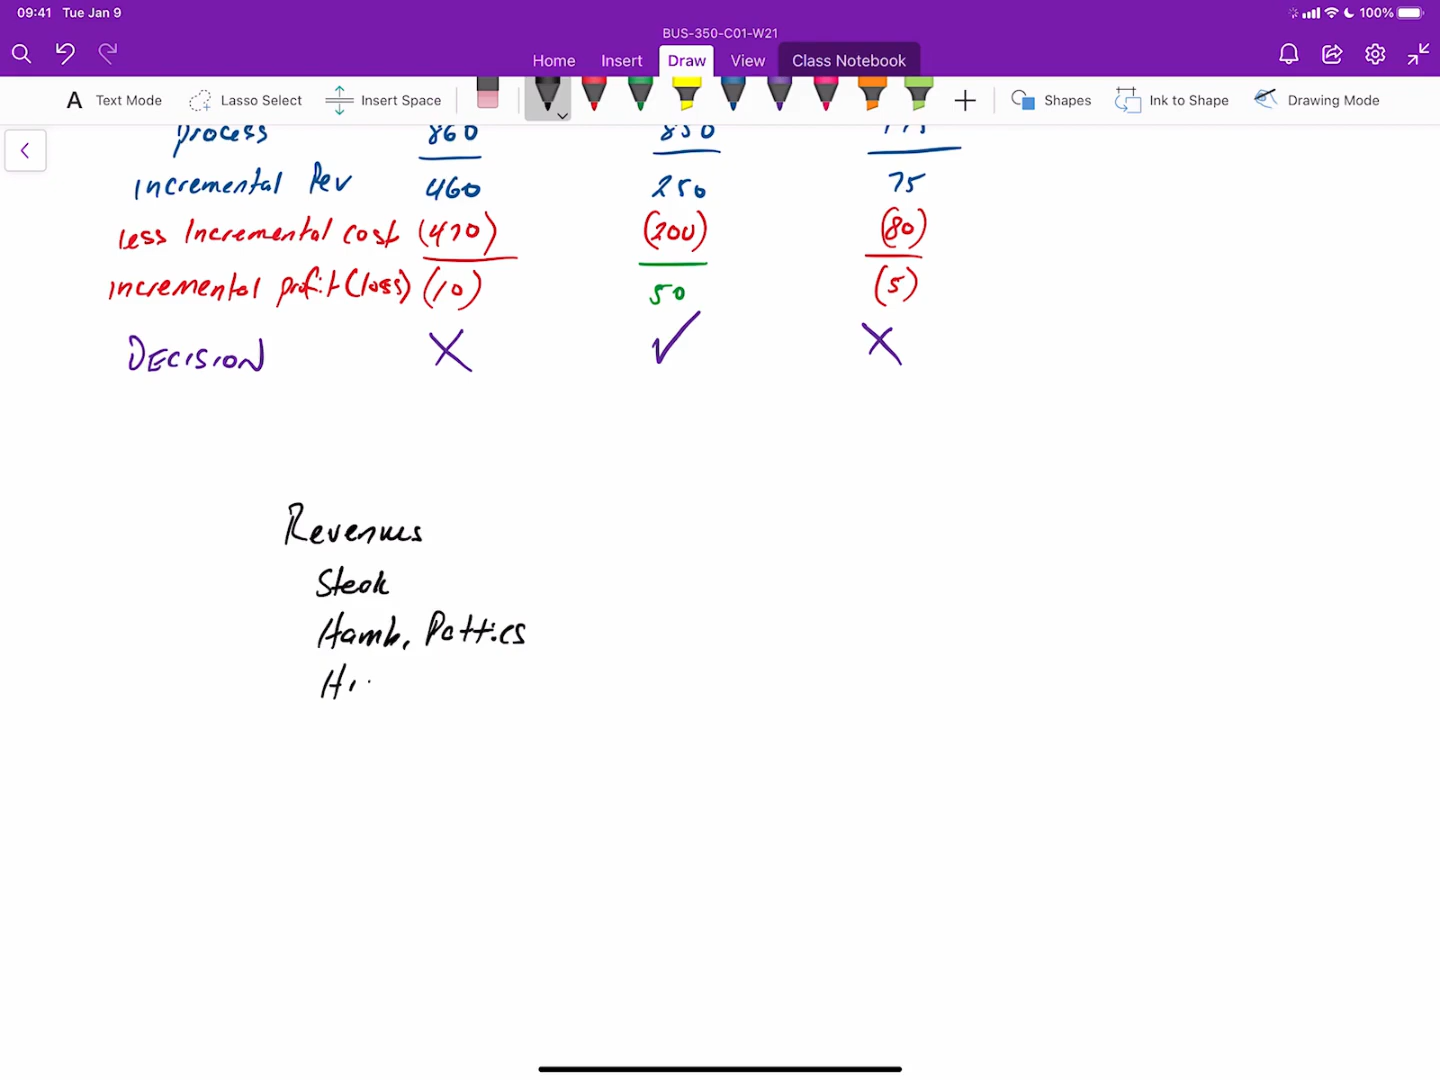 09:41 Tue Jan 9 100%
BUS-350-C01-W21
Home Insert Draw View Class Notebook
Text Mode Lasso Select Insert Space Shapes Ink to Shape Drawing Mode
process 860 850
incremental Rev 460 250 75
less Incremental cost (470) (200) (80)
incremental profit (loss) (10) 50 (5)
DECISION X ✓ X
Revenues
Steak
Hamb. Patties